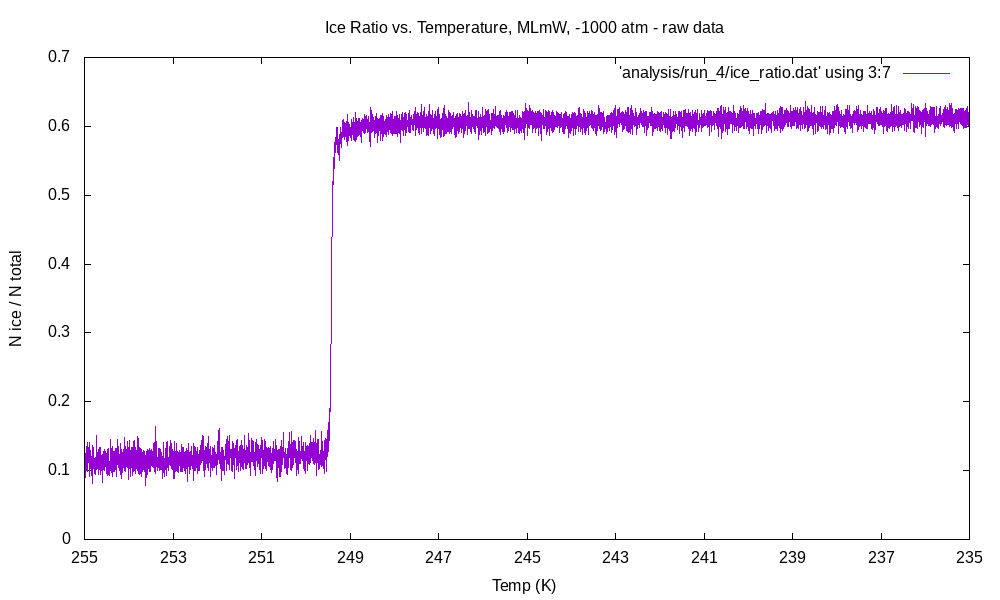 Ice Ratio vs. Temperature, MLmW, -1000 atm - raw data
'analysis/run_4/ice_ratio.dat' using 3:7
N ice / N total
0.7
0.6
0.5
0.4
0.3
0.2
0.1
0
255 253 251 249 247 245 243 241 239 237 235
Temp (K)